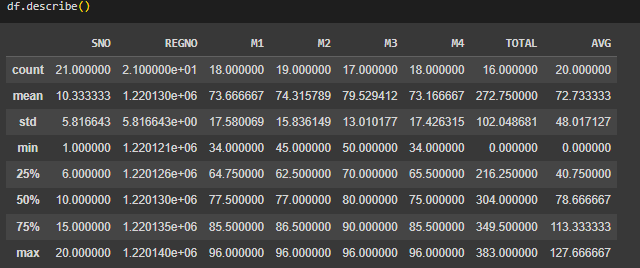 df.describe()
SNO REGNO M1 M2 M3 M4 TOTAL AVG
count 21.000000 2.100000e+01 18.000000 19.000000 17.000000 18.000000 16.000000 20.000000
mean 10.333333 1.220130e+06 73.666667 74.315789 79.529412 73.166667 272.750000 72.733333
std 5.816643 5.816643e+00 17.580069 15.836149 13.010177 17.426315 102.048681 48.017127
min 1.000000 1.220121e+06 34.000000 45.000000 50.000000 34.000000 0.000000 0.000000
25% 6.000000 1.220126e+06 64.750000 62.500000 70.000000 65.500000 216.250000 40.750000
50% 10.000000 1.220130e+06 77.500000 77.000000 80.000000 75.000000 304.000000 78.666667
75% 15.000000 1.220135e+06 85.500000 86.500000 90.000000 85.500000 349.500000 113.333333
max 20.000000 1.220140e+06 96.000000 96.000000 96.000000 96.000000 383.000000 127.666667